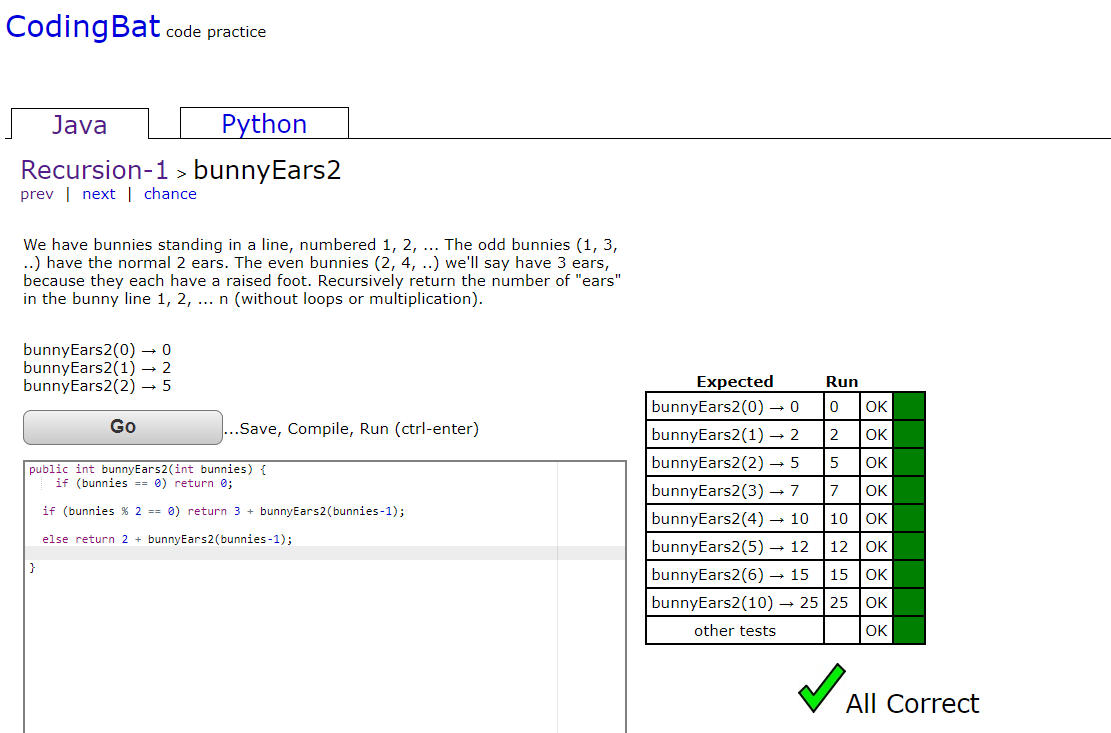 CodingBat code practice
Java
Python
Recursion-1 > bunnyEars2
prev | next | chance
We have bunnies standing in a line, numbered 1, 2, ... The odd bunnies (1, 3,
..) have the normal 2 ears. The even bunnies (2, 4, ..) we'll say have 3 ears,
because they each have a raised foot. Recursively return the number of "ears"
in the bunny line 1, 2, ... n (without loops or multiplication).
bunnyEars2(0) → 0
bunnyEars2(1) → 2
bunnyEars2(2) → 5
Go ...Save, Compile, Run (ctrl-enter)
public int bunnyEars2(int bunnies) {
if (bunnies == 0) return 0;
if (bunnies % 2 == 0) return 3 + bunnyEars2(bunnies-1);
else return 2 + bunnyEars2(bunnies-1);
}
Expected Run
bunnyEars2(0) → 0 0 OK
bunnyEars2(1) → 2 2 OK
bunnyEars2(2) → 5 5 OK
bunnyEars2(3) → 7 7 OK
bunnyEars2(4) → 10 10 OK
bunnyEars2(5) → 12 12 OK
bunnyEars2(6) → 15 15 OK
bunnyEars2(10) → 25 25 OK
other tests OK
All Correct